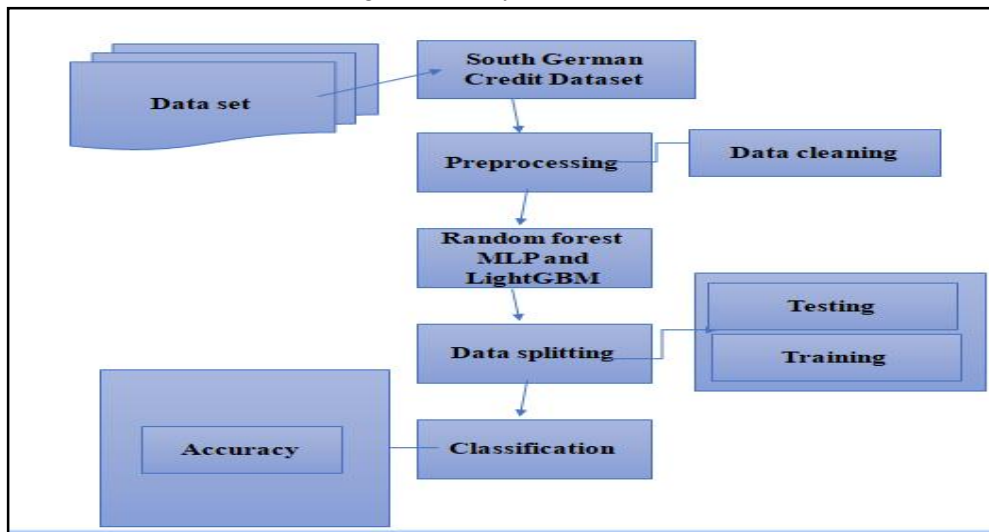 Data set
South German
Credit Dataset
Preprocessing
Data cleaning
Random forest
MLP and
LightGBM
Data splitting
Testing
Training
Classification
Accuracy